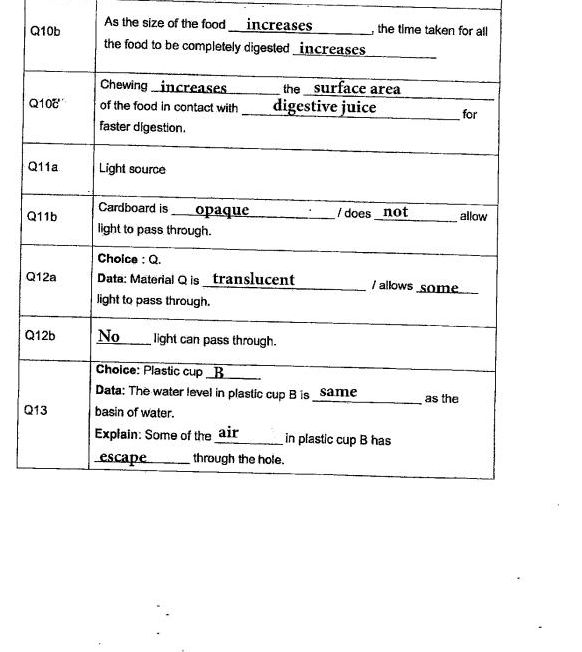 Q10b
As the size of the food increases, the time taken for all
the food to be completely digested increases
Q10c
Chewing increases the surface area
of the food in contact with digestive juice for
faster digestion.
Q11a
Light source
Q11b
Cardboard is opaque / does not allow
light to pass through.
Q12a
Choice : Q.
Data: Material Q is translucent / allows some
light to pass through.
Q12b
No light can pass through.
Q13
Choice: Plastic cup B
Data: The water level in plastic cup B is same as the
basin of water.
Explain: Some of the air in plastic cup B has
escape through the hole.